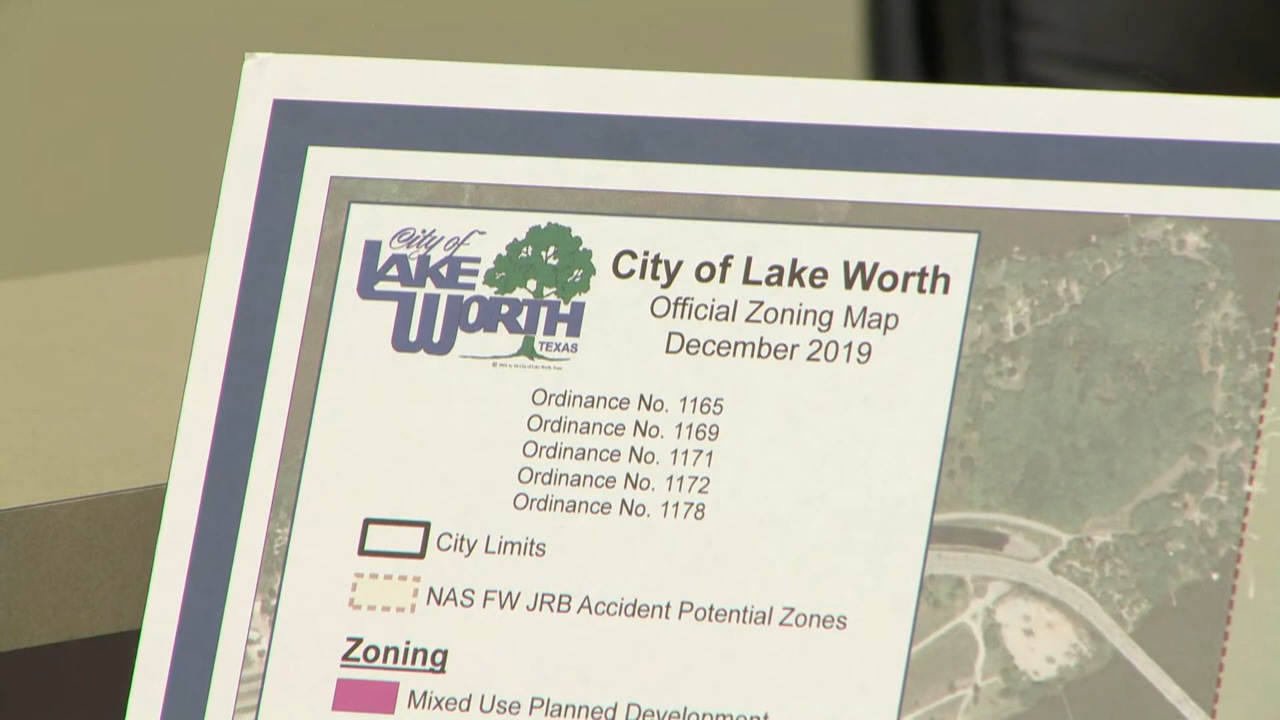 City of
LAKE
WORTH
TEXAS
City of Lake Worth
Official Zoning Map
December 2019
Ordinance No. 1165
Ordinance No. 1169
Ordinance No. 1171
Ordinance No. 1172
Ordinance No. 1178
City Limits
NAS FW JRB Accident Potential Zones
Zoning
Mixed Use Planned Development